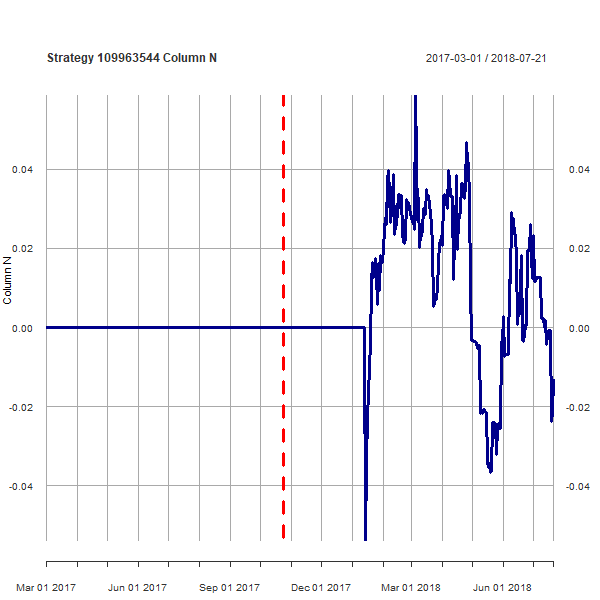 Strategy 109963544 Column N
2017-03-01 / 2018-07-21
Column N
0.04 0.04
0.02 0.02
0.00 0.00
-0.02 -0.02
-0.04 -0.04
Mar 01 2017 Jun 01 2017 Sep 01 2017 Dec 01 2017 Mar 01 2018 Jun 01 2018